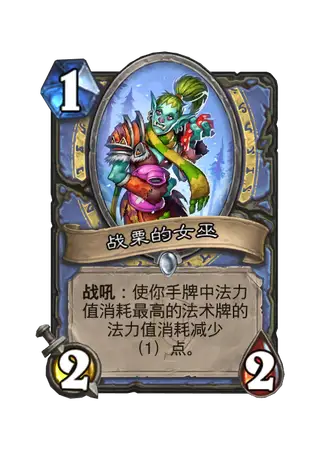 1
战栗的女巫
战吼：使你手牌中法力
值消耗最高的法术牌的
法力值消耗减少
（1）点。
2
2